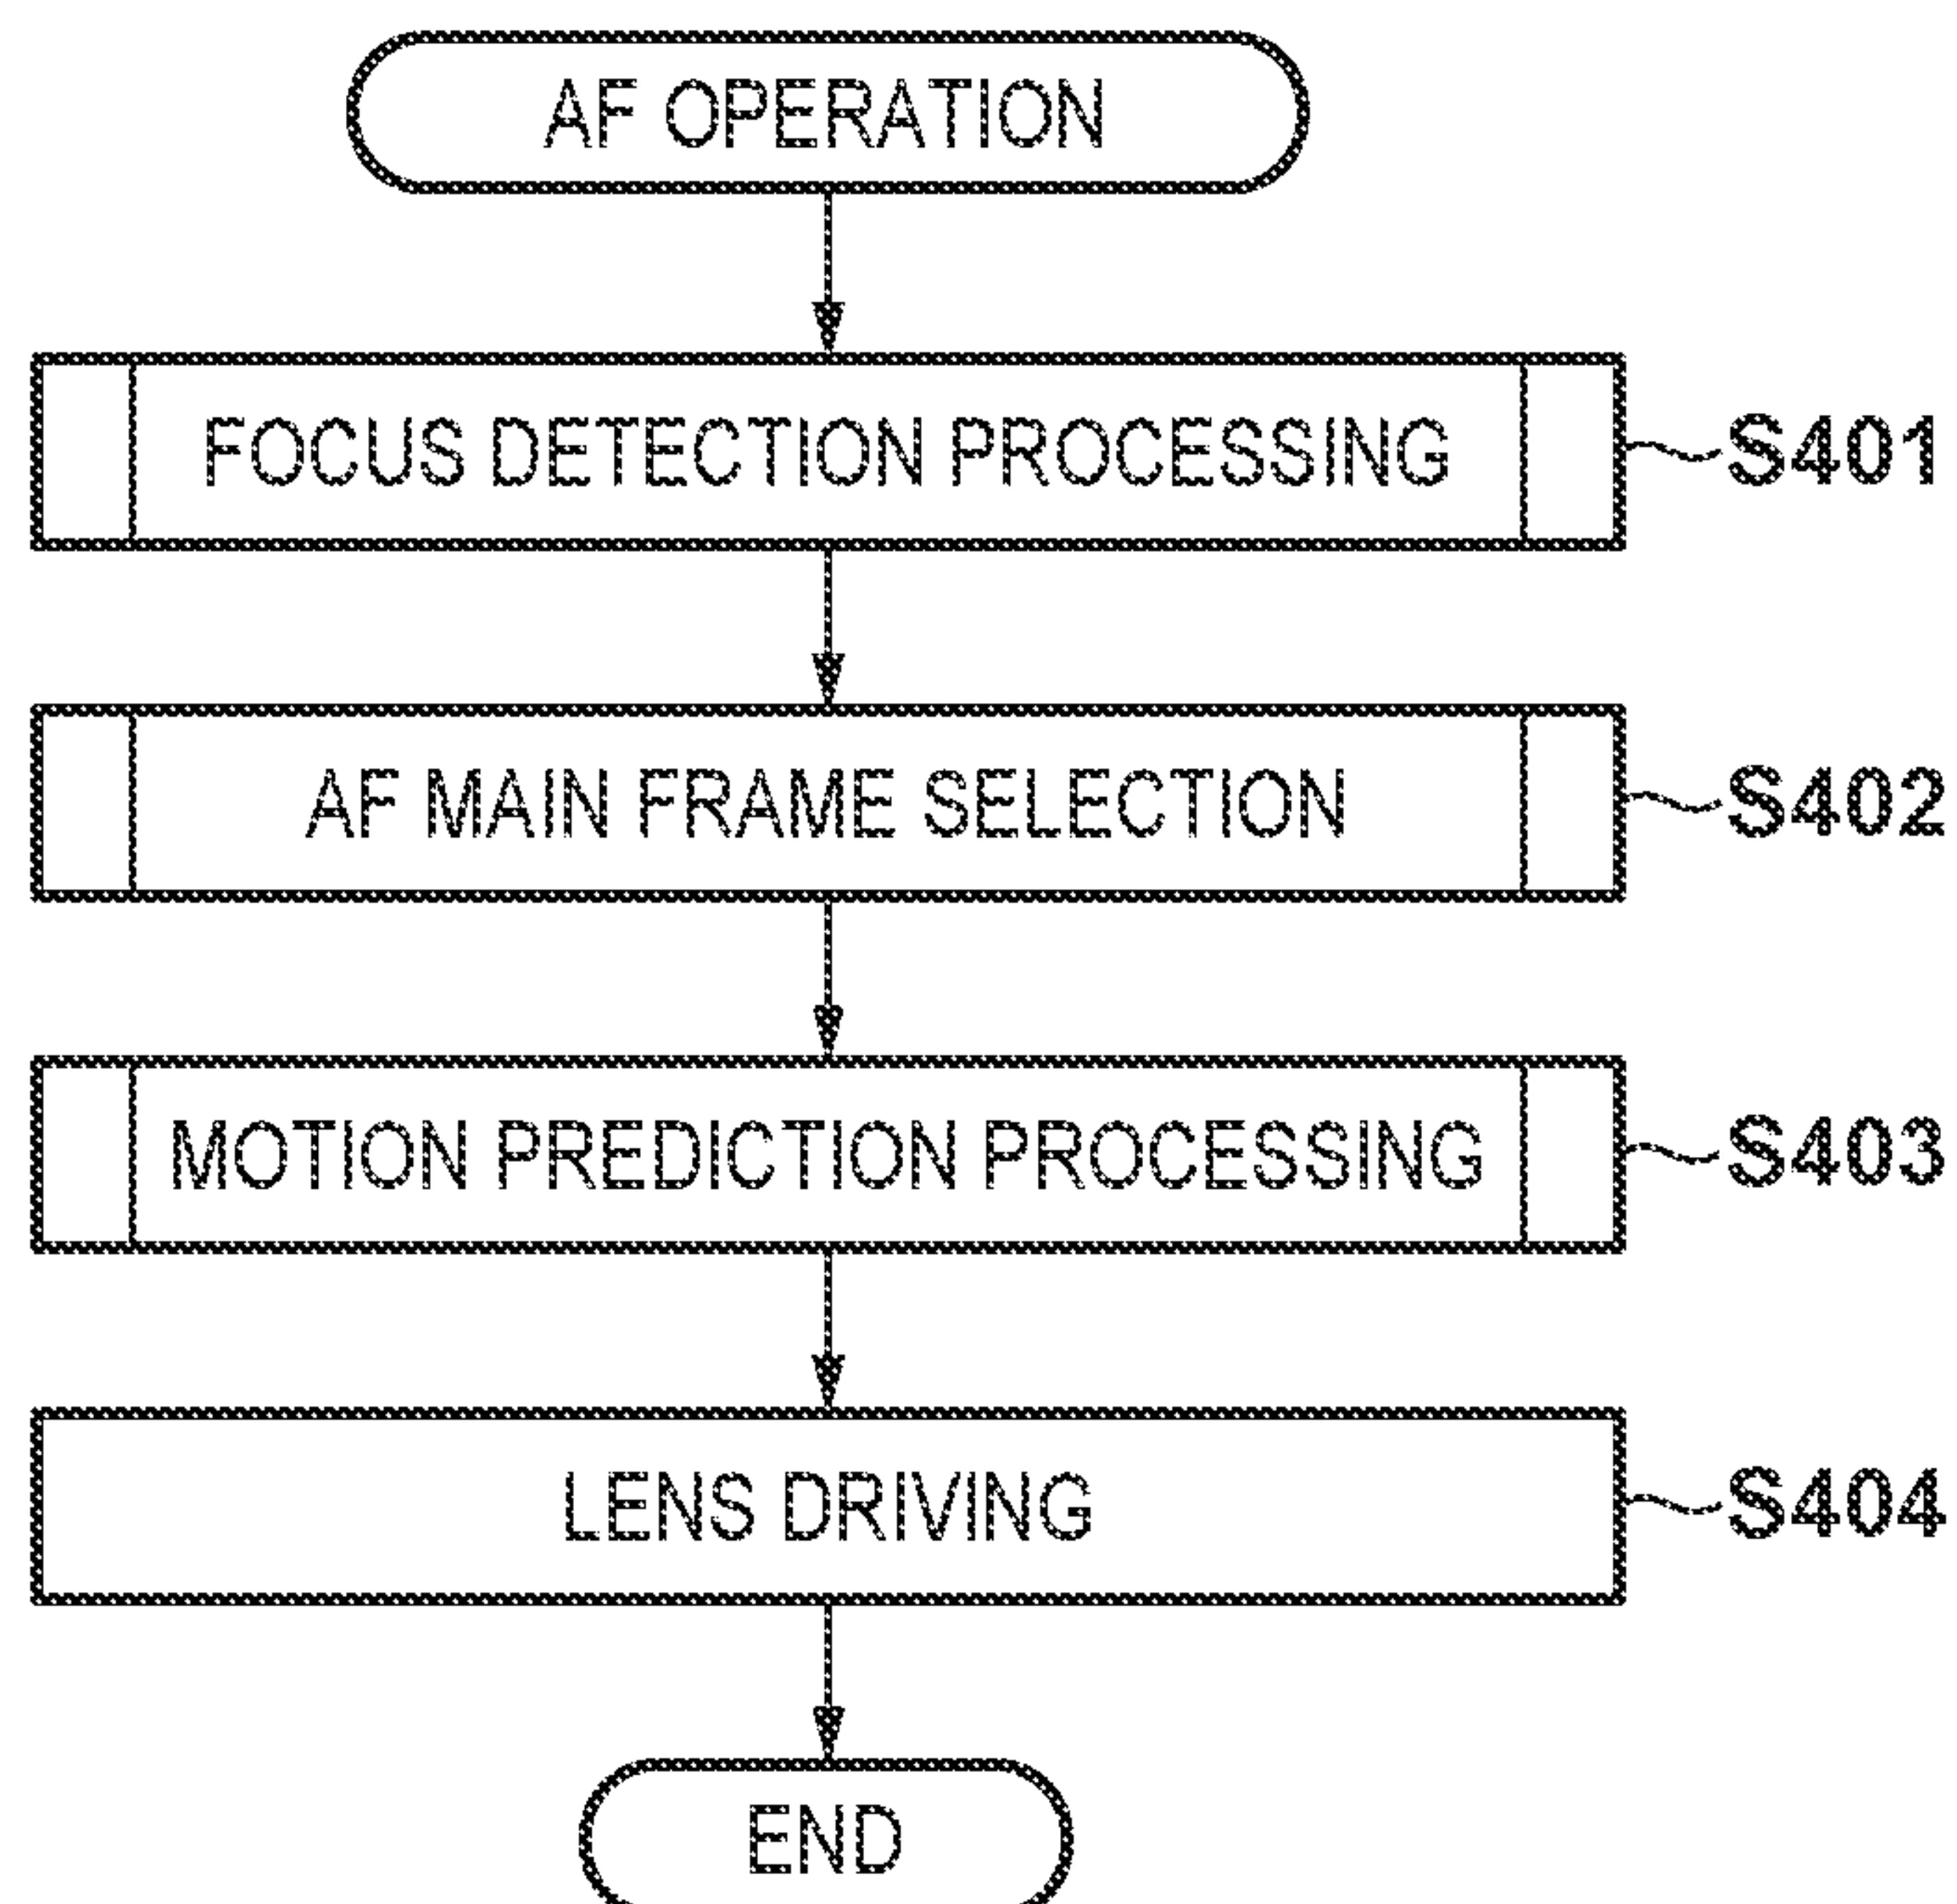 AF OPERATION
FOCUS DETECTION PROCESSING
S401
AF MAIN FRAME SELECTION
S402
MOTION PREDICTION PROCESSING
S403
LENS DRIVING
S404
END